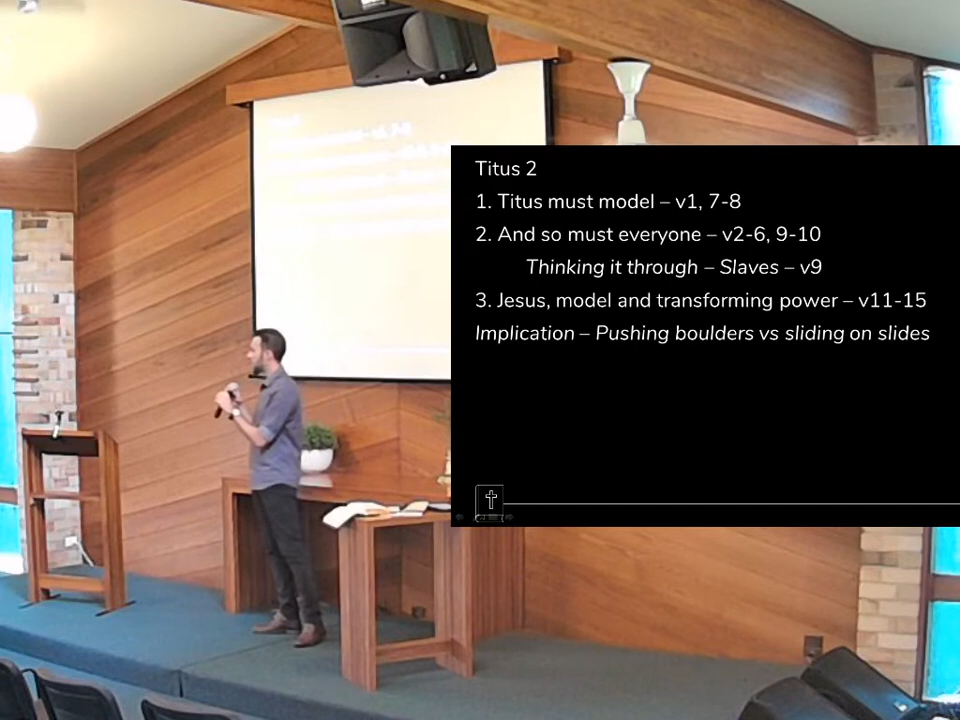 Titus 2
1. Titus must model – v1, 7-8
2. And so must everyone – v2-6, 9-10
Thinking it through – Slaves – v9
3. Jesus, model and transforming power – v11-15
Implication – Pushing boulders vs sliding on slides